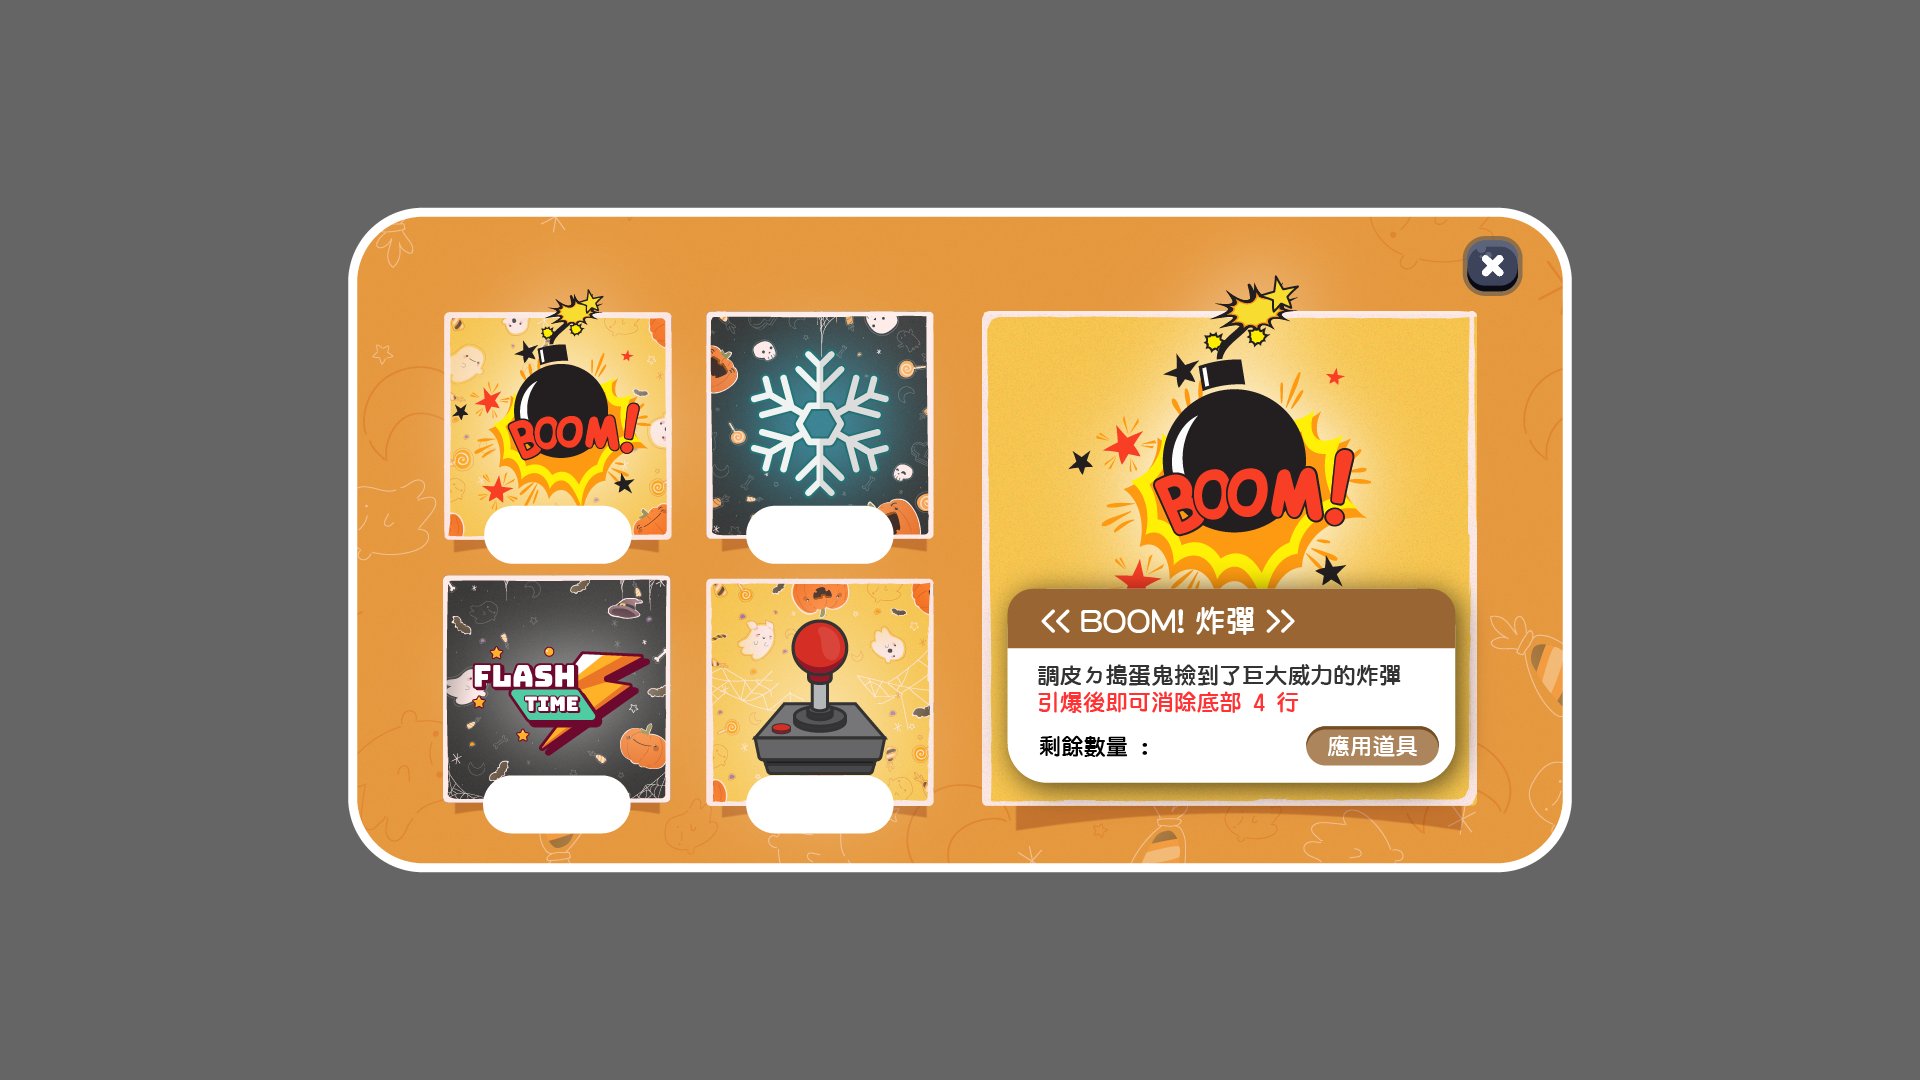 BOOM!
FLASH
TIME
BOOM!
<< BOOM! 炸彈 >>
調皮ㄉ搗蛋鬼撿到了巨大威力的炸彈
引爆後即可消除底部 4 行
剩餘數量 :
應用道具